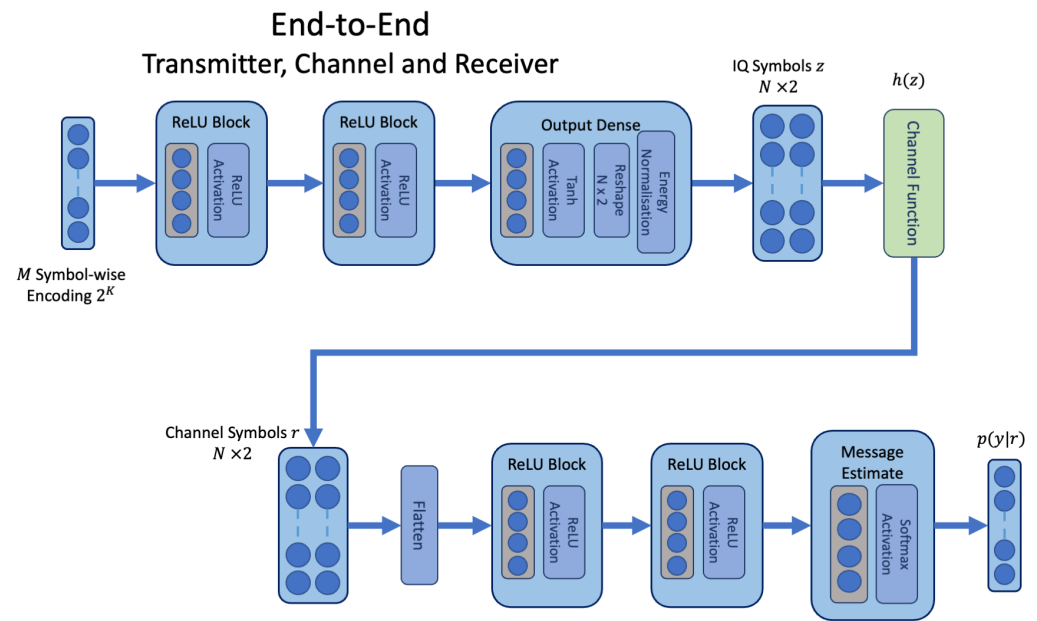 End-to-End
Transmitter, Channel and Receiver
M Symbol-wise
Encoding 2^K
ReLU Block
ReLU
Activation
ReLU Block
ReLU
Activation
Output Dense
Tanh
Activation
Reshape
N x 2
Energy
Normalisation
IQ Symbols z
N ×2
h(z)
Channel Function
Channel Symbols r
N ×2
Flatten
ReLU Block
ReLU
Activation
ReLU Block
ReLU
Activation
Message
Estimate
Softmax
Activation
p(y|r)